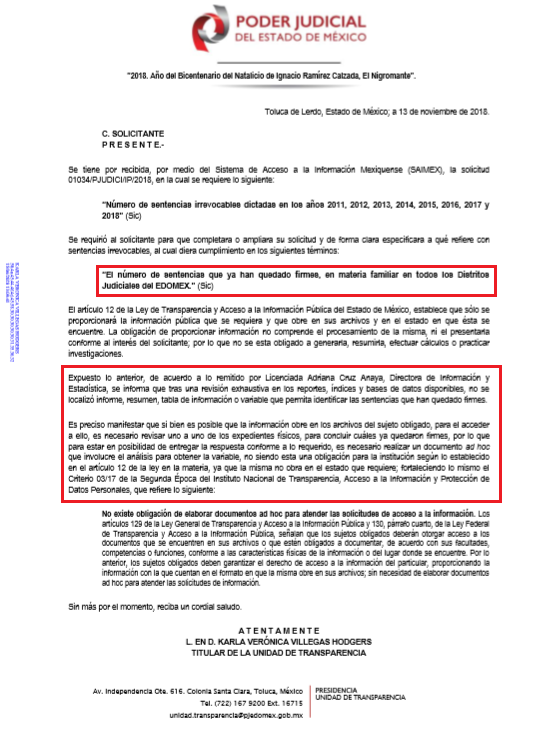 PODER JUDICIAL
DEL ESTADO DE MÉXICO
"2018. Año del Bicentenario del Natalicio de Ignacio Ramírez Calzada, El Nigromante".
Toluca de Lerdo, Estado de México; a 13 de noviembre de 2018.
C. SOLICITANTE
P R E S E N T E.-
Se tiene por recibida, por medio del Sistema de Acceso a la Información Mexiquense (SAIMEX), la solicitud
01034/PJUDICI/IP/2018, en la cual se requiere lo siguiente:
"Número de sentencias irrevocables dictadas en los años 2011, 2012, 2013, 2014, 2015, 2016, 2017 y
2018" (Sic)
Se requirió al solicitante para que completara o ampliara su solicitud y de forma clara especificara a qué refiere con
sentencias irrevocables, al cual diera cumplimiento en los siguientes términos:
"El número de sentencias que ya han quedado firmes, en materia familiar en todos los Distritos
Judiciales del EDOMEX." (Sic)
El artículo 12 de la Ley de Transparencia y Acceso a la Información Pública del Estado de México, establece que sólo se
proporcionará la información pública que se requiera y que obre en sus archivos y en el estado en que ésta se
encuentre. La obligación de proporcionar información no comprende el procesamiento de la misma, ni el presentarla
conforme al interés del solicitante; por lo que no se esta obligado a generarla, resumirla, efectuar cálculos o practicar
investigaciones.
Expuesto lo anterior, de acuerdo a lo remitido por Licenciada Adriana Cruz Anaya, Directora de Información y
Estadística, se informa que tras una revisión exhaustiva en los reportes, índices y bases de datos disponibles, no se
localizó informe, resumen, tabla de información o variable que permita identificar las sentencias que han quedado firmes.
Es preciso manifestar que si bien es posible que la información obre en los archivos del sujeto obligado, para el acceder
a ello, es necesario revisar uno a uno de los expedientes físicos, para concluir cuáles ya quedaron firmes, por lo que
para estar en posibilidad de entregar la respuesta conforme a lo requerido, es necesario realizar un documento ad hoc
que involucre el análisis para obtener la variable, no siendo esta una obligación para la institución según lo establecido
en el artículo 12 de la ley en la materia, ya que la misma no obra en el estado que requiere; fortaleciendo lo mismo el
Criterio 03/17 de la Segunda Época del Instituto Nacional de Transparencia, Acceso a la Información y Protección de
Datos Personales, que refiere lo siguiente:
No existe obligación de elaborar documentos ad hoc para atender las solicitudes de acceso a la información. Los
artículos 129 de la Ley General de Transparencia y Acceso a la Información Pública y 130, párrafo cuarto, de la Ley Federal
de Transparencia y Acceso a la Información Pública, señalan que los sujetos obligados deberán otorgar acceso a los
documentos que se encuentren en sus archivos o que estén obligados a documentar, de acuerdo con sus facultades,
competencias o funciones, conforme a las características físicas de la información o del lugar donde se encuentre. Por lo
anterior, los sujetos obligados deben garantizar el derecho de acceso a la información del particular, proporcionando la
información con la que cuentan en el formato en que la misma obre en sus archivos; sin necesidad de elaborar documentos
ad hoc para atender las solicitudes de información.
Sin más por el momento, reciba un cordial saludo.
A T E N T A M E N T E
L. EN D. KARLA VERÓNICA VILLEGAS HODGERS
TITULAR DE LA UNIDAD DE TRANSPARENCIA
Av. Independencia Ote. 616. Colonia Santa Clara, Toluca, México
Tel. (722) 167 9200 Ext. 16715
unidad.transparencia@pjedomex.gob.mx
PRESIDENCIA
UNIDAD DE TRANSPARENCIA
KARLA VERONICA VILLEGAS HODGERS